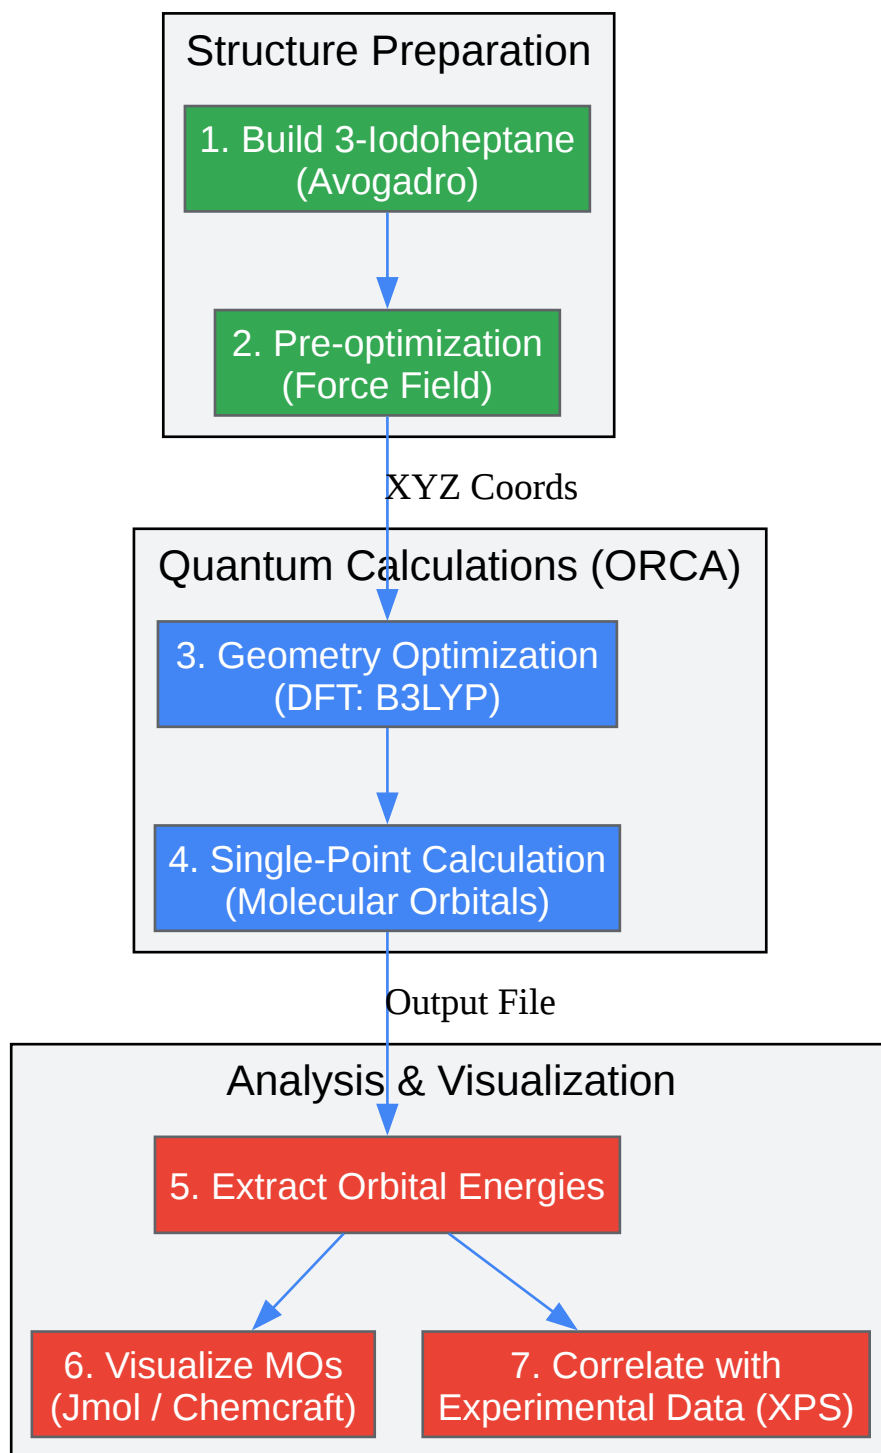 Structure Preparation
1. Build 3-Iodoheptane
(Avogadro)
2. Pre-optimization
(Force Field)
XYZ Coords
Quantum Calculations (ORCA)
3. Geometry Optimization
(DFT: B3LYP)
4. Single-Point Calculation
(Molecular Orbitals)
Output File
Analysis & Visualization
5. Extract Orbital Energies
6. Visualize MOs
(Jmol / Chemcraft)
7. Correlate with
Experimental Data (XPS)